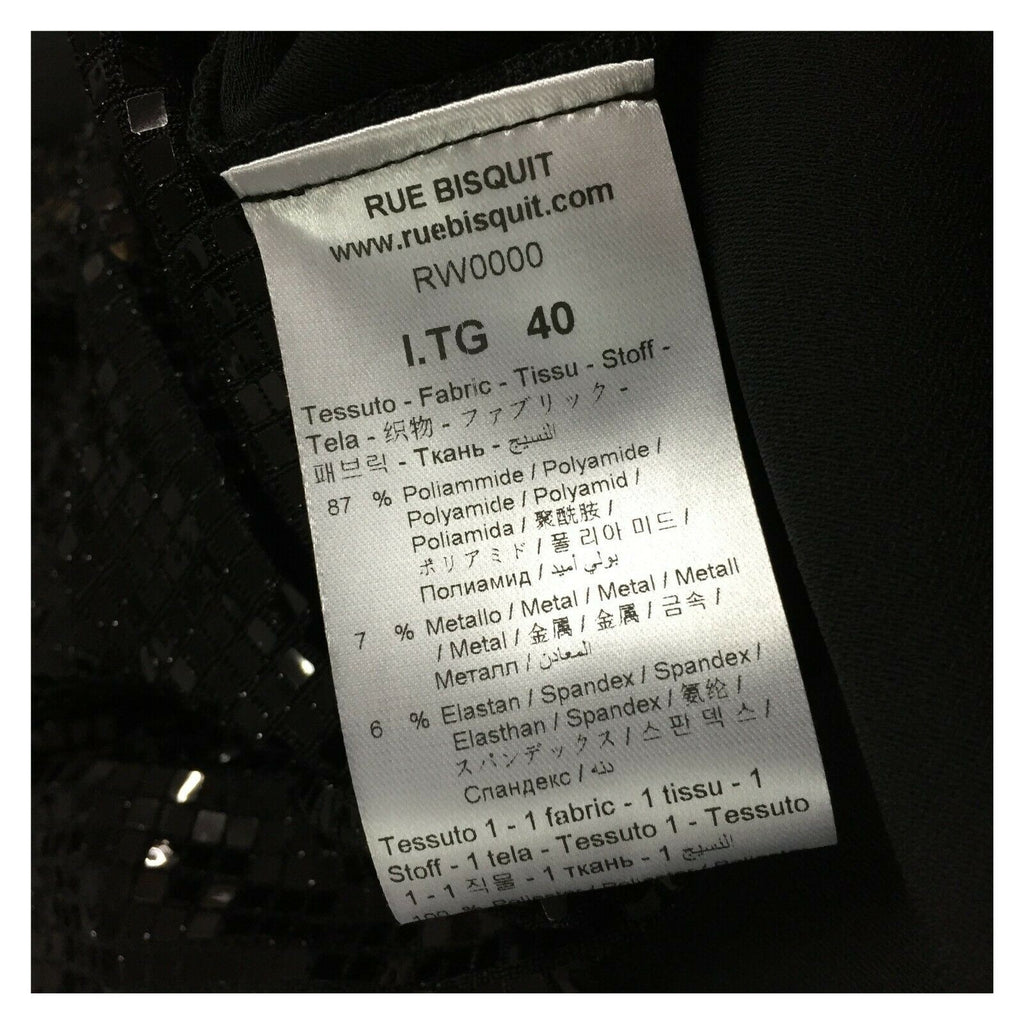 RUE BISQUIT
www.ruebisquit.com
RW0000
I.TG 40
Tessuto - Fabric - Tissu - Stoff -
Tela - 织物 - ファブリック -
패브릭 - Ткань - النسيج
87 % Poliammide / Polyamide /
Polyamide / Polyamid /
Poliamida / 聚酰胺 /
ポリアミド / 폴리아미드 /
Полиамид / بولي أميد
7 % Metallo / Metal / Metal / Metall
/ Metal / 金属 / 金属 / 금속 /
Металл / المعادن
6 % Elastan / Spandex / Spandex /
Elasthan / Spandex / 氨纶 /
スパンデックス / 스판덱스 /
Спандекс /
Tessuto 1 - 1 fabric - 1 tissu - 1
Stoff - 1 tela - Tessuto 1 - Tessuto
1 - 1 직물 - 1 ткань - 1 النسيج
100 %